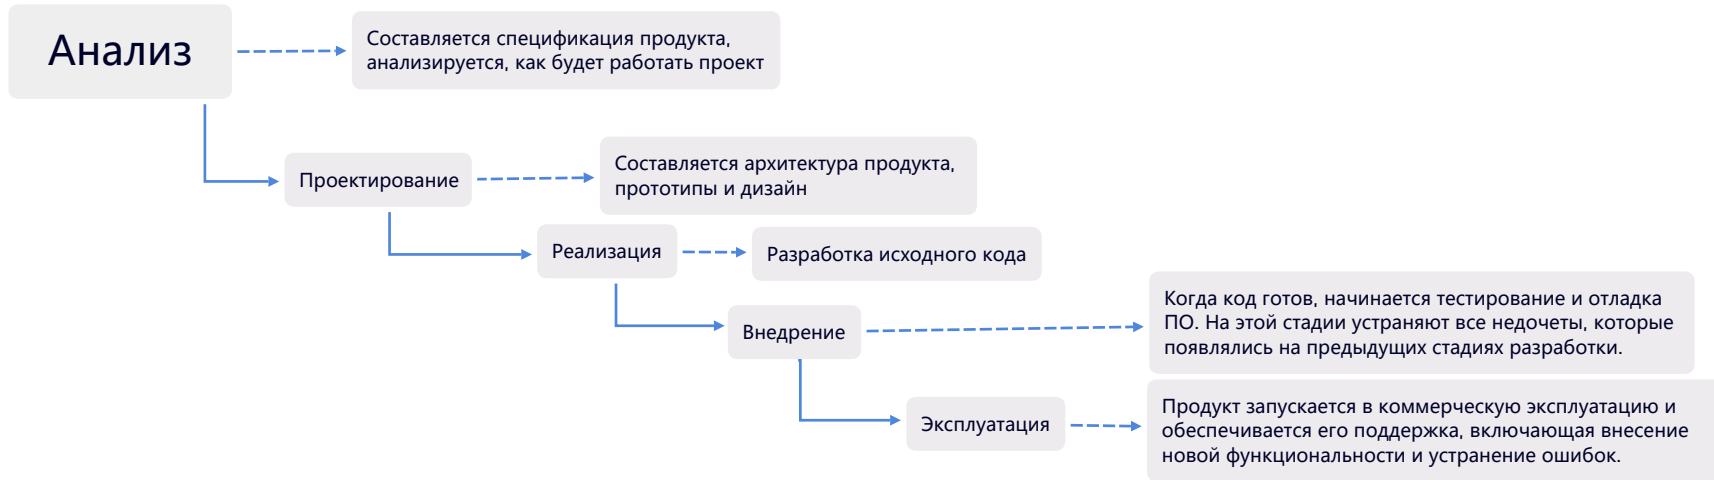 Анализ
Составляется спецификация продукта,
анализируется, как будет работать проект
Проектирование
Составляется архитектура продукта,
прототипы и дизайн
Реализация
Разработка исходного кода
Внедрение
Когда код готов, начинается тестирование и отладка
ПО. На этой стадии устраняют все недочеты, которые
появлялись на предыдущих стадиях разработки.
Эксплуатация
Продукт запускается в коммерческую эксплуатацию и
обеспечивается его поддержка, включающая внесение
новой функциональности и устранение ошибок.